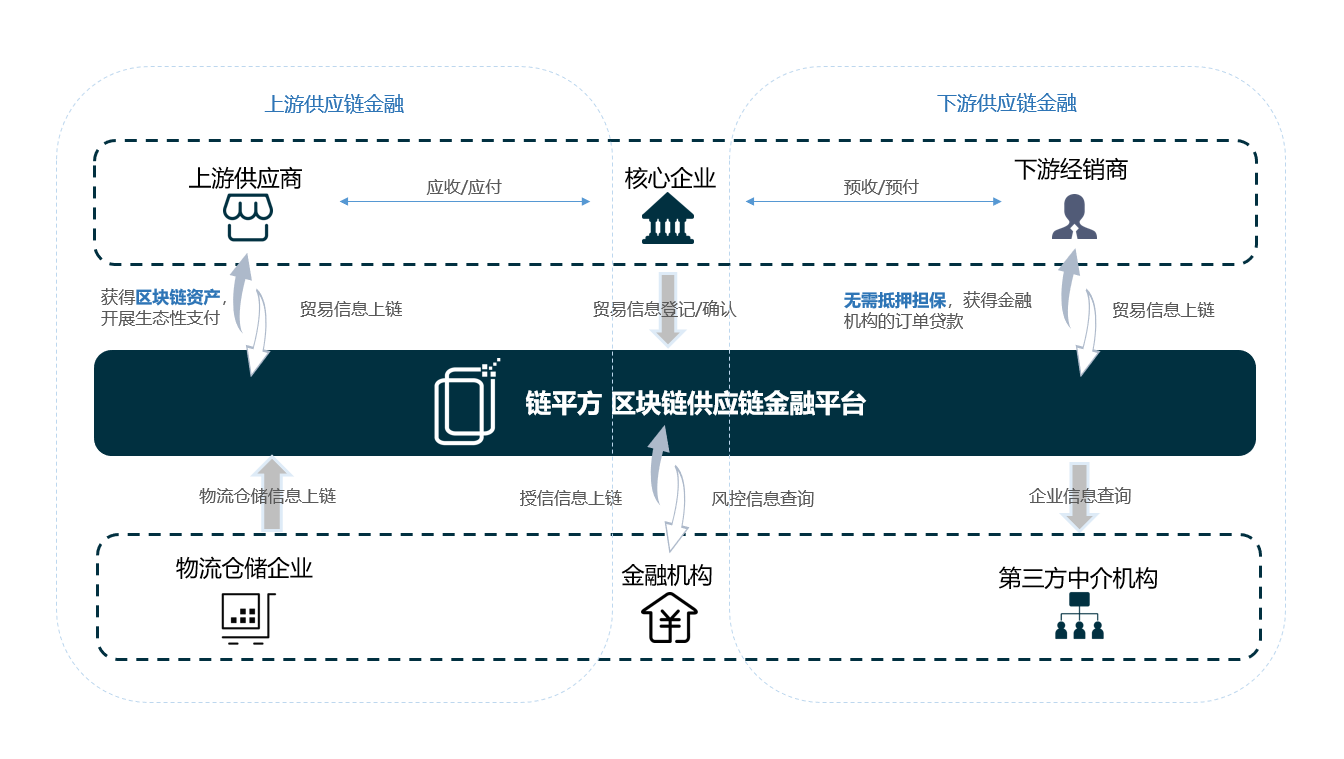 上游供应链金融
下游供应链金融
上游供应商
应收/应付
核心企业
预收/预付
下游经销商
获得区块链资产,
开展生态性支付
贸易信息上链
贸易信息登记/确认
无需抵押担保，获得金融
机构的订单贷款
贸易信息上链
链平方 区块链供应链金融平台
物流仓储信息上链
授信信息上链
风控信息查询
企业信息查询
物流仓储企业
金融机构
第三方中介机构